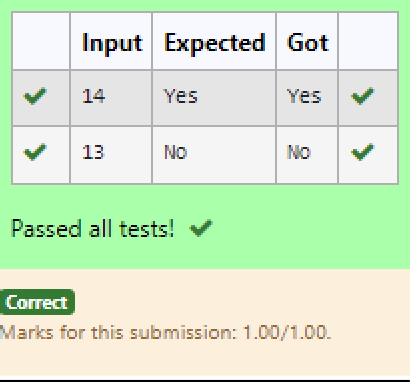 Input Expected Got
14 Yes Yes
13 No No
Passed all tests!
Correct
Marks for this submission: 1.00/1.00.